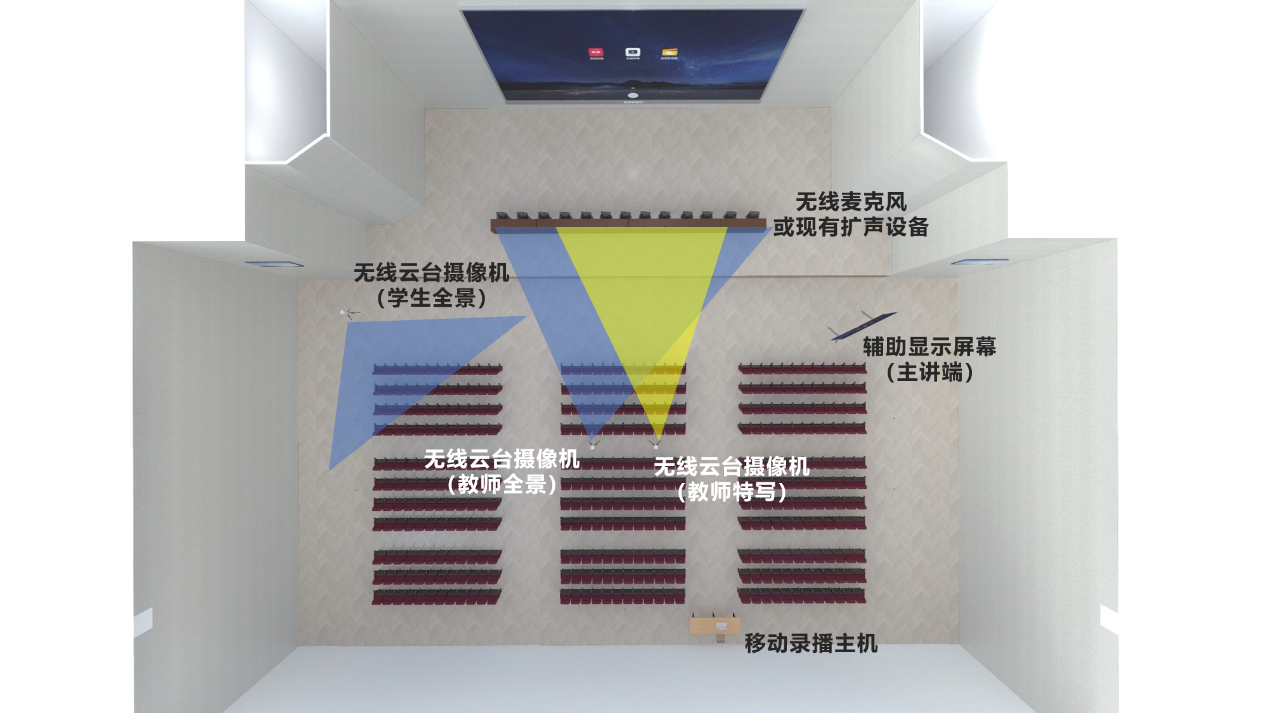 无线麦克风
或现有扩声设备
无线云台摄像机
（学生全景）
辅助显示屏幕
（主讲端）
无线云台摄像机
（教师全景）
无线云台摄像机
（教师特写）
移动录播主机